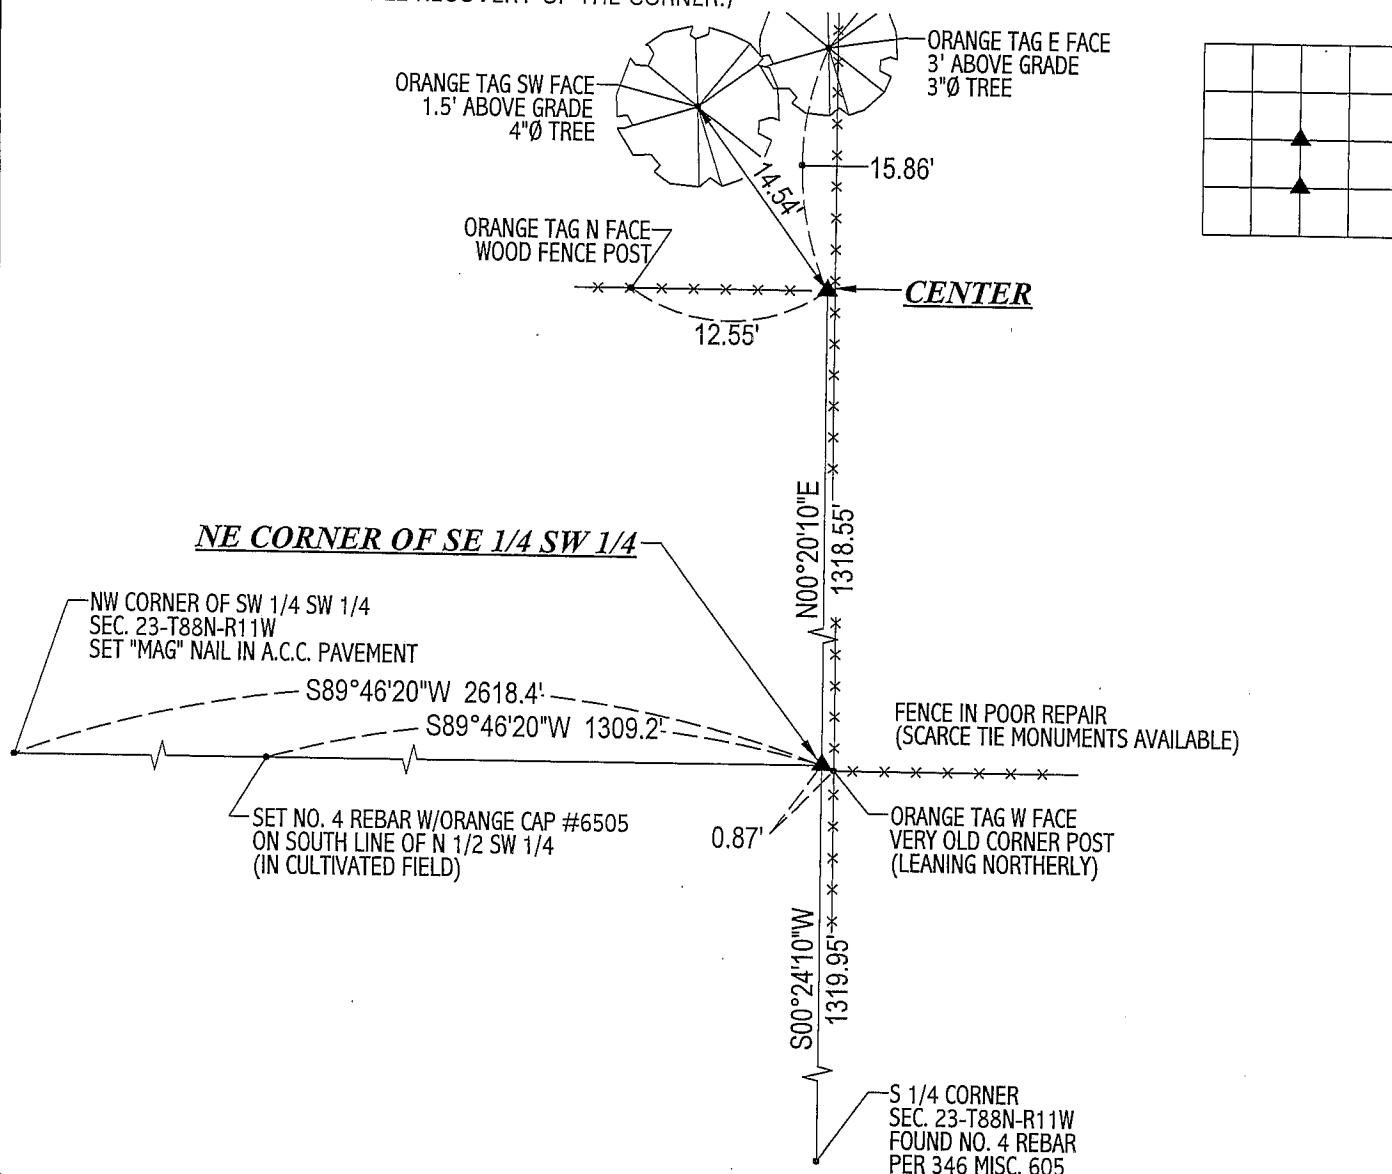 RECOVERY OF THE CORNER.)
ORANGE TAG E FACE
3' ABOVE GRADE
3"Ø TREE
ORANGE TAG SW FACE
1.5' ABOVE GRADE
4"Ø TREE
15.86'
14.54'
ORANGE TAG N FACE
WOOD FENCE POST
CENTER
12.55'
N00°20'10"E
1318.55'
NE CORNER OF SE 1/4 SW 1/4
NW CORNER OF SW 1/4 SW 1/4
SEC. 23-T88N-R11W
SET "MAG" NAIL IN A.C.C. PAVEMENT
S89°46'20"W 2618.4'
S89°46'20"W 1309.2'
FENCE IN POOR REPAIR
(SCARCE TIE MONUMENTS AVAILABLE)
SET NO. 4 REBAR W/ORANGE CAP #6505
ON SOUTH LINE OF N 1/2 SW 1/4
(IN CULTIVATED FIELD)
0.87'
ORANGE TAG W FACE
VERY OLD CORNER POST
(LEANING NORTHERLY)
S00°24'10"W
1319.95'
S 1/4 CORNER
SEC. 23-T88N-R11W
FOUND NO. 4 REBAR
PER 346 MISC. 605